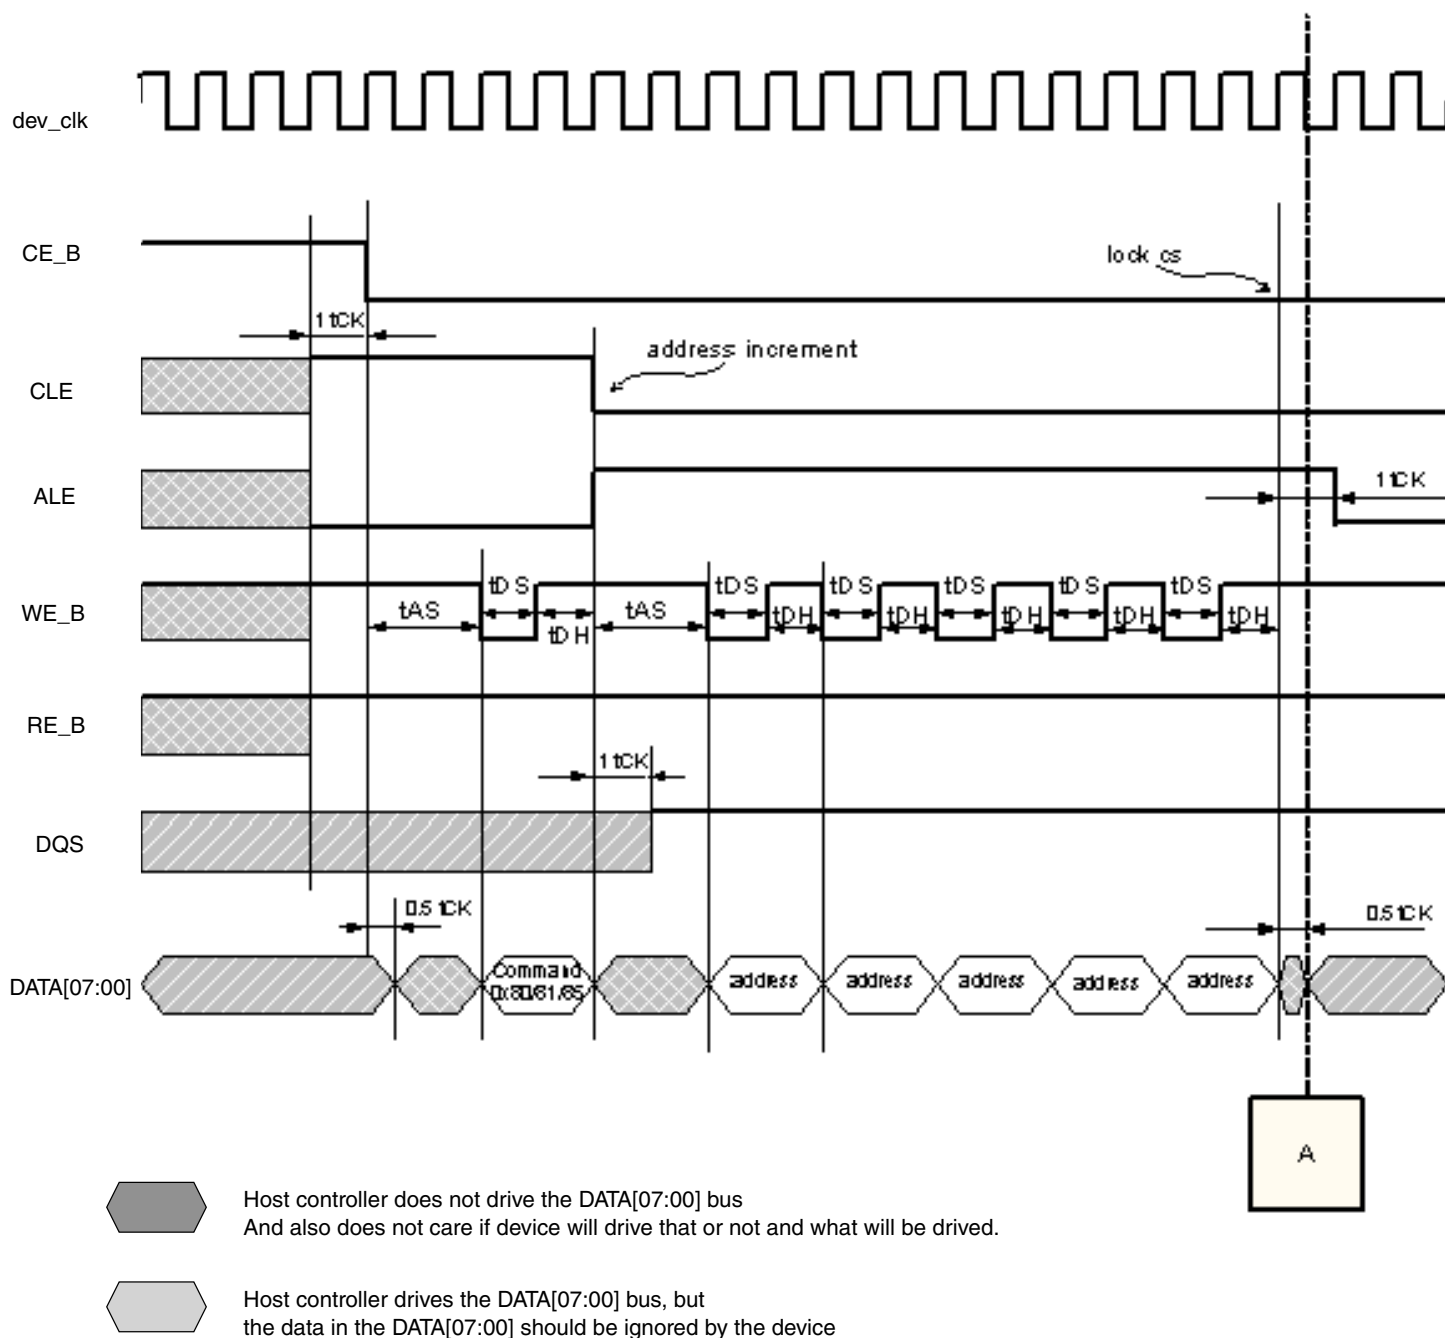 dev_clk
CE_B
lock cs
1 tCK
address increment
CLE
ALE
1 tCK
tDS tDS tDS tDS tDS tDS
WE_B
tAS tAS
tDH tDH tDH tDH tDH tDH
RE_B
1 tCK
DQS
0.5 tCK 0.5 tCK
DATA[07:00]
Command
0x80/81/85
address address address address address
A
Host controller does not drive the DATA[07:00] bus
And also does not care if device will drive that or not and what will be drived.
Host controller drives the DATA[07:00] bus, but
the data in the DATA[07:00] should be ignored by the device